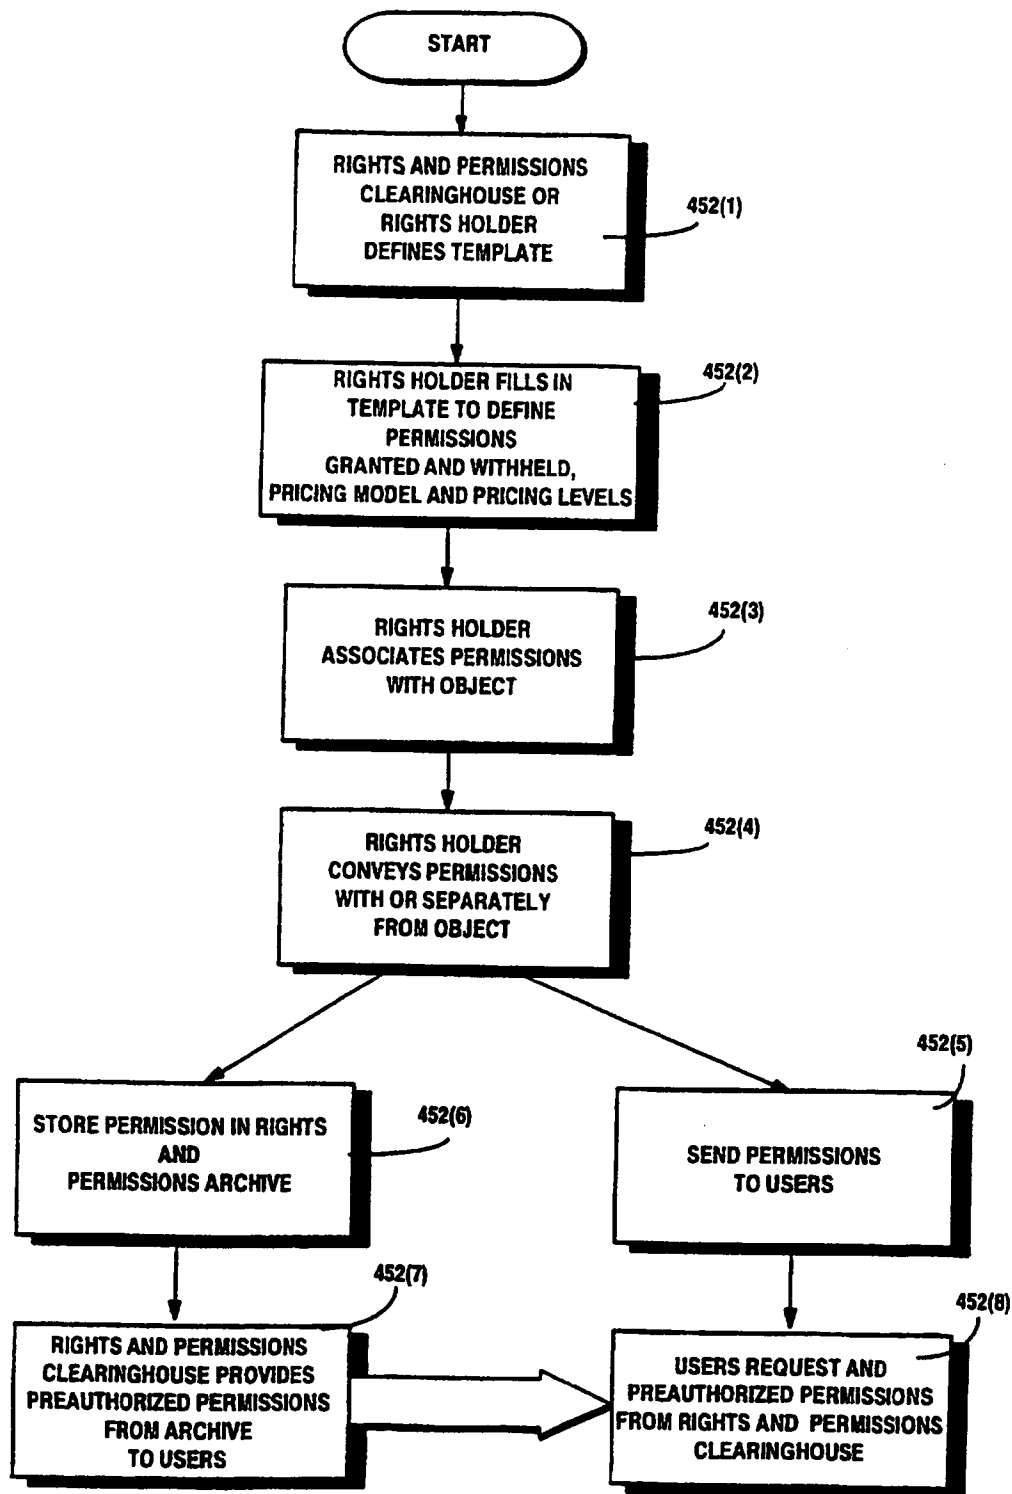 START
RIGHTS AND PERMISSIONS
CLEARINGHOUSE OR
RIGHTS HOLDER
DEFINES TEMPLATE
452(1)
RIGHTS HOLDER FILLS IN
TEMPLATE TO DEFINE
PERMISSIONS
GRANTED AND WITHHELD,
PRICING MODEL AND PRICING LEVELS
452(2)
RIGHTS HOLDER
ASSOCIATES PERMISSIONS
WITH OBJECT
452(3)
RIGHTS HOLDER
CONVEYS PERMISSIONS
WITH OR SEPARATELY
FROM OBJECT
452(4)
STORE PERMISSION IN RIGHTS
AND
PERMISSIONS ARCHIVE
452(6)
SEND PERMISSIONS
TO USERS
452(5)
RIGHTS AND PERMISSIONS
CLEARINGHOUSE PROVIDES
PREAUTHORIZED PERMISSIONS
FROM ARCHIVE
TO USERS
452(7)
USERS REQUEST AND
PREAUTHORIZED PERMISSIONS
FROM RIGHTS AND PERMISSIONS
CLEARINGHOUSE
452(8)